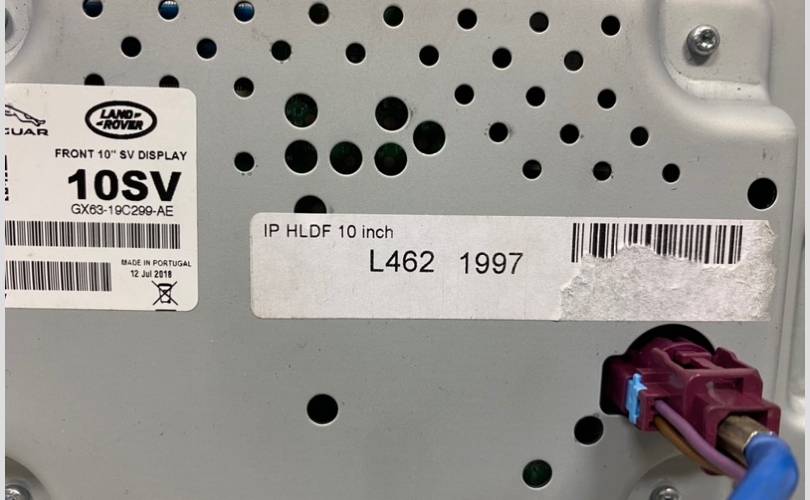 LAND
ROVER
FRONT 10" SV DISPLAY
10SV
GX63-19C299-AE
MADE IN PORTUGAL
12 Jul 2018
IP HLDF 10 inch
L462 1997